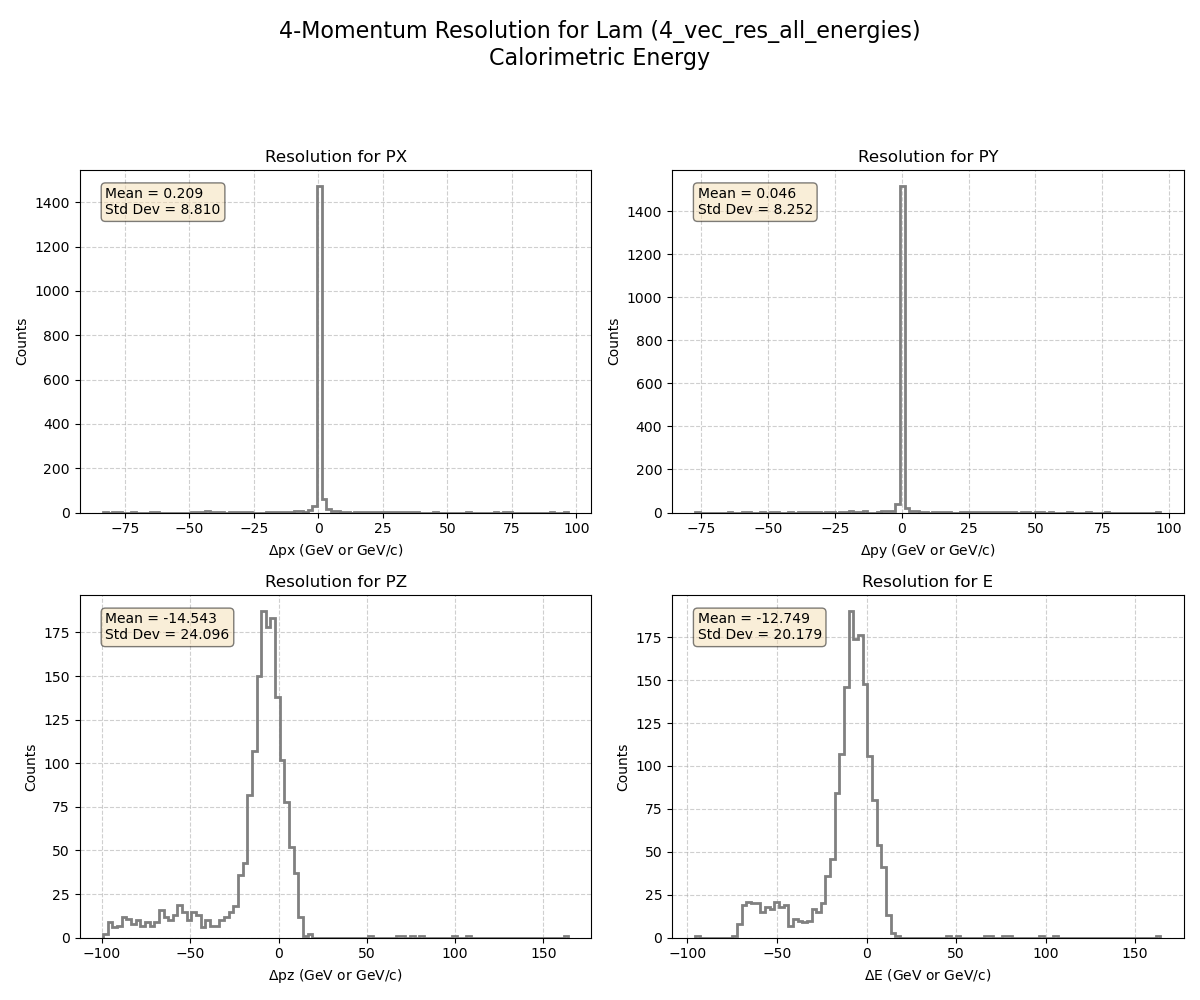 4-Momentum Resolution for Lam (4_vec_res_all_energies)
Calorimetric Energy
Resolution for PX
Mean = 0.209
Std Dev = 8.810
Counts
0
200
400
600
800
1000
1200
1400
−75
−50
−25
0
25
50
75
100
Δpx (GeV or GeV/c)
Resolution for PY
Mean = 0.046
Std Dev = 8.252
Counts
0
200
400
600
800
1000
1200
1400
−75
−50
−25
0
25
50
75
100
Δpy (GeV or GeV/c)
Resolution for PZ
Mean = -14.543
Std Dev = 24.096
Counts
0
25
50
75
100
125
150
175
−100
−50
0
50
100
150
Δpz (GeV or GeV/c)
Resolution for E
Mean = -12.749
Std Dev = 20.179
Counts
0
25
50
75
100
125
150
175
−100
−50
0
50
100
150
ΔE (GeV or GeV/c)